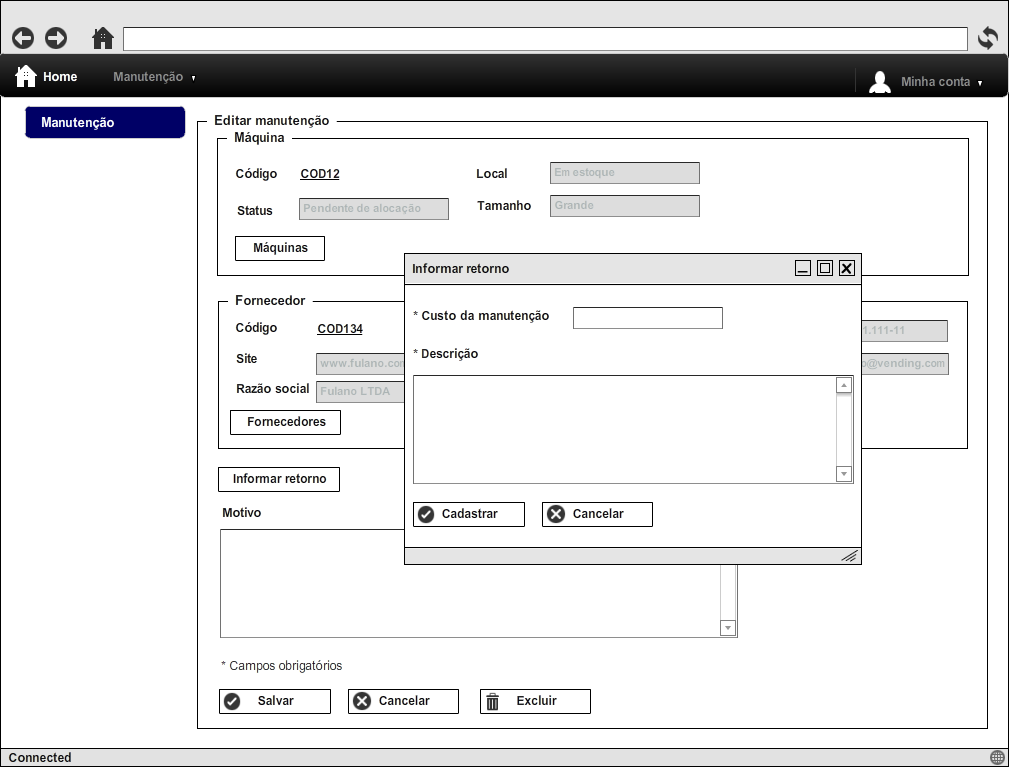 Home
Manutenção
Minha conta
Manutenção
Editar manutenção
Máquina
Código COD12 Local Em estoque
Status Pendente de alocação Tamanho Grande
Máquinas
Informar retorno
* Custo da manutenção
* Descrição
Cadastrar Cancelar
Fornecedor
Código COD134 1.111-11
Site www.fulano.com @vending.com
Razão social Fulano LTDA
Fornecedores
Informar retorno
Motivo
* Campos obrigatórios
Salvar Cancelar Excluir
Connected